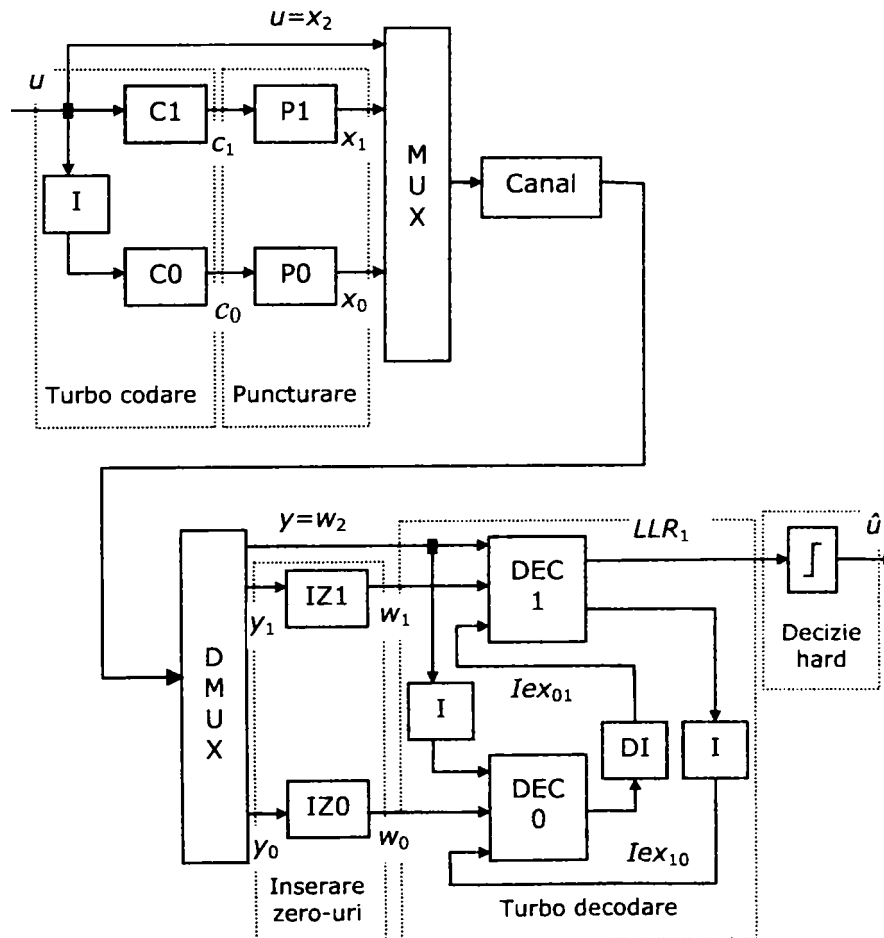 u=x₂
u
C1
P1
c₁
x₁
I
M
U
X
Canal
C0
P0
c₀
x₀
Turbo codare
Puncturare
y=w₂
LLR₁
û
DEC
1
IZ1
y₁
w₁
Decizie
hard
D
M
U
X
Iex₀₁
I
DI
I
DEC
0
IZ0
y₀
w₀
Iex₁₀
Inserare
zero-uri
Turbo decodare